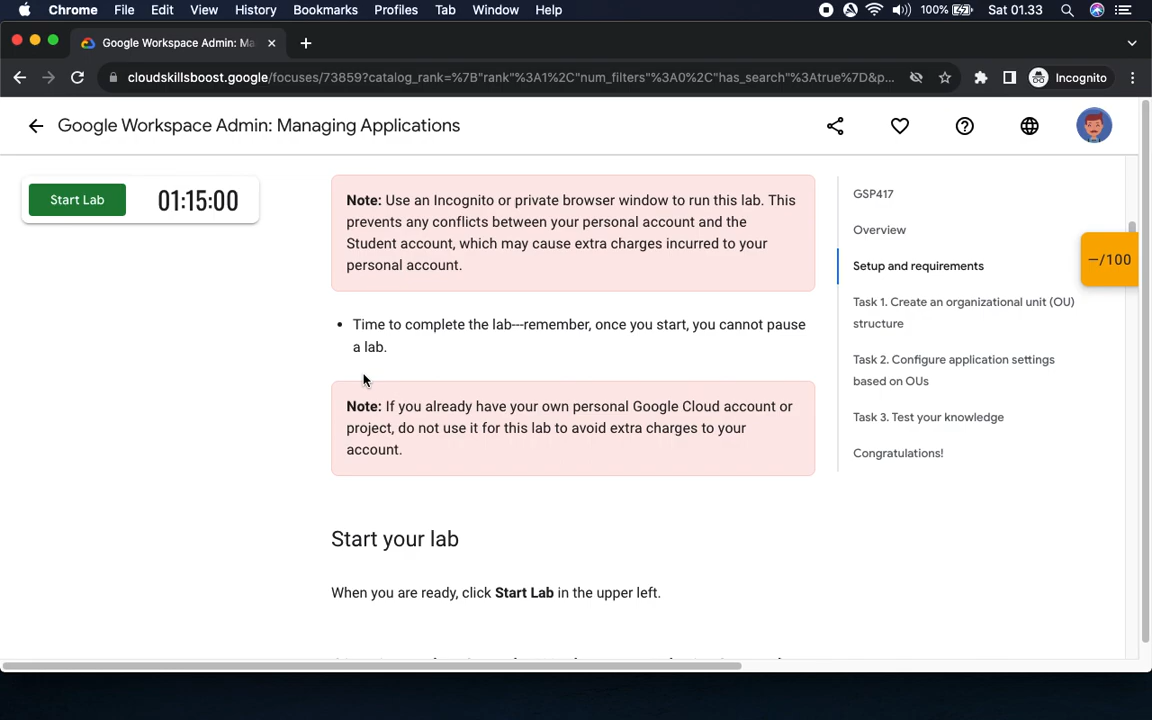 Chrome File Edit View History Bookmarks Profiles Tab Window Help 100% Sat 01.33
Google Workspace Admin: Ma
cloudskillsboost.google/focuses/73859?catalog_rank=%7B"rank"%3A1%2C"num_filters"%3A0%2C"has_search"%3Atrue%7D&p... Incognito
Google Workspace Admin: Managing Applications
Start Lab 01:15:00
Note: Use an Incognito or private browser window to run this lab. This
prevents any conflicts between your personal account and the
Student account, which may cause extra charges incurred to your
personal account.
• Time to complete the lab---remember, once you start, you cannot pause
a lab.
Note: If you already have your own personal Google Cloud account or
project, do not use it for this lab to avoid extra charges to your
account.
Start your lab
When you are ready, click Start Lab in the upper left.
GSP417
Overview
Setup and requirements
Task 1. Create an organizational unit (OU)
structure
Task 2. Configure application settings
based on OUs
Task 3. Test your knowledge
Congratulations!
—/100